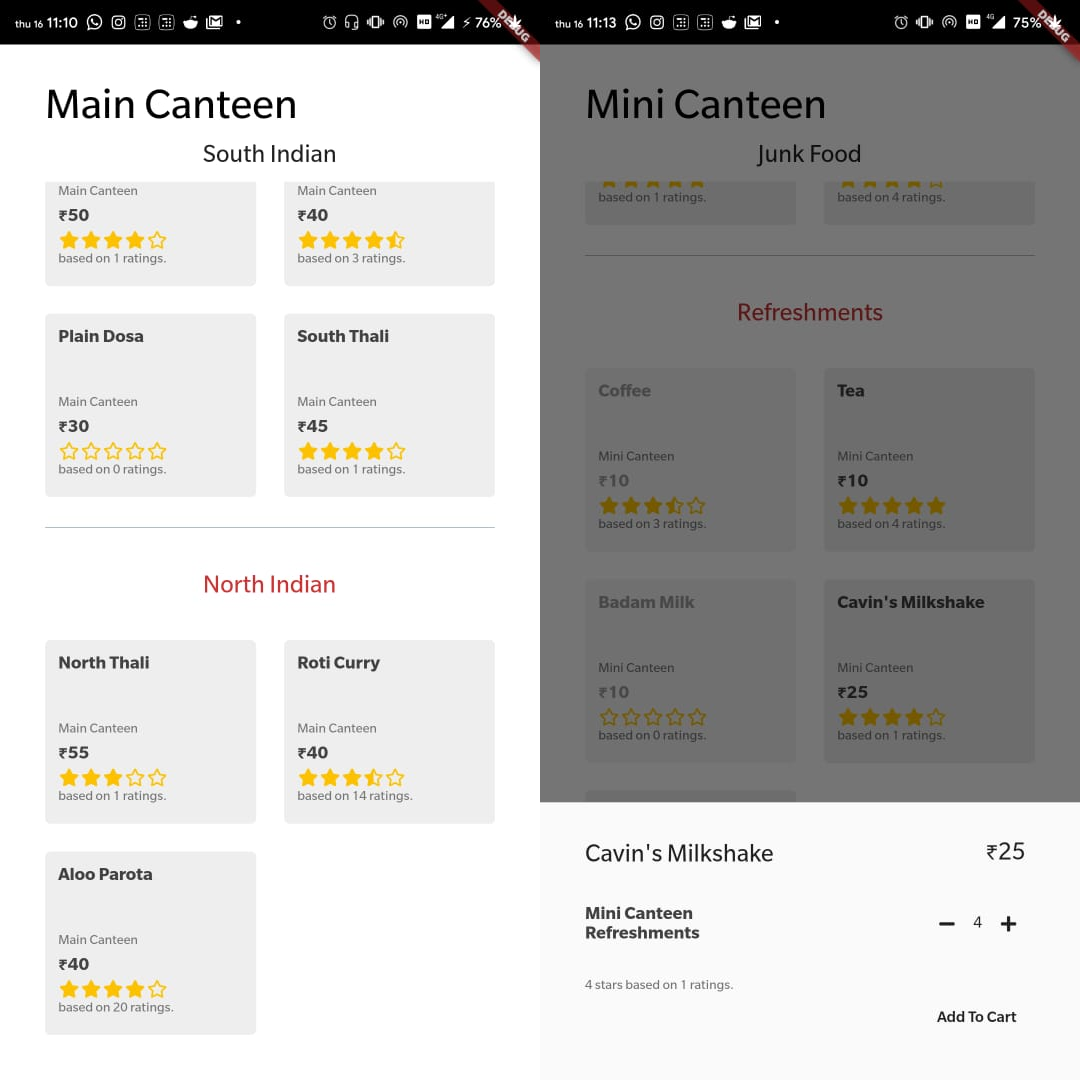 thu 16 11:10
HD
4G+
76%
DEBUG
Main Canteen
South Indian
Main Canteen
₹50
based on 1 ratings.
Main Canteen
₹40
based on 3 ratings.
Plain Dosa
Main Canteen
₹30
based on 0 ratings.
South Thali
Main Canteen
₹45
based on 1 ratings.
North Indian
North Thali
Main Canteen
₹55
based on 1 ratings.
Roti Curry
Main Canteen
₹40
based on 14 ratings.
Aloo Parota
Main Canteen
₹40
based on 20 ratings.
thu 16 11:13
HD
4G
75%
DEBUG
Mini Canteen
Junk Food
based on 1 ratings.
based on 4 ratings.
Refreshments
Coffee
Mini Canteen
₹10
based on 3 ratings.
Tea
Mini Canteen
₹10
based on 4 ratings.
Badam Milk
Mini Canteen
₹10
based on 0 ratings.
Cavin's Milkshake
Mini Canteen
₹25
based on 1 ratings.
Cavin's Milkshake
₹25
Mini Canteen
Refreshments
4
4 stars based on 1 ratings.
Add To Cart